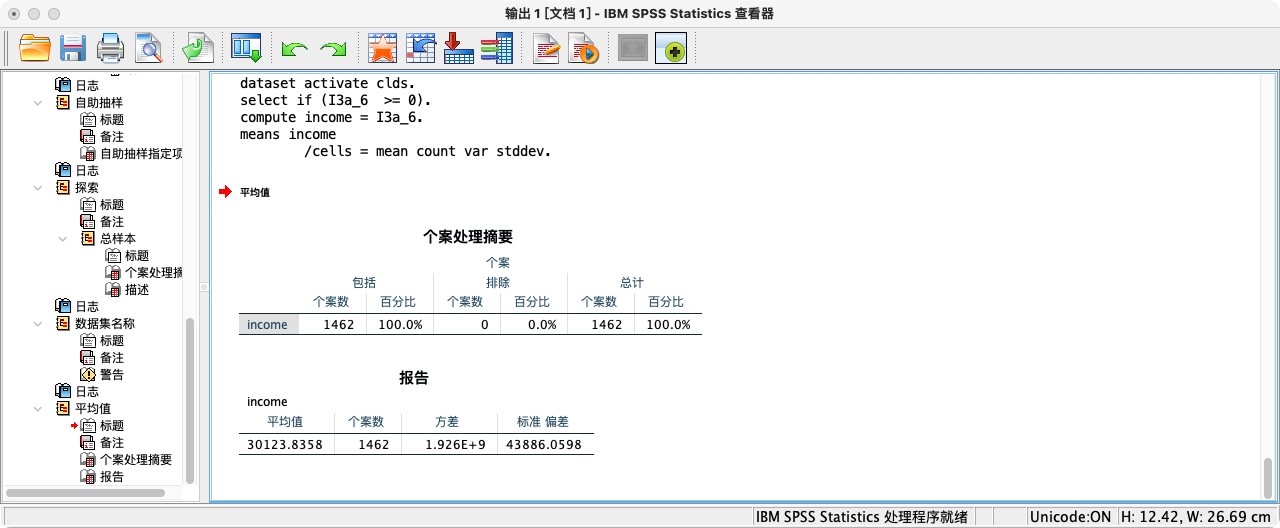 输出 1 [文档 1] - IBM SPSS Statistics 查看器
日志
自助抽样
标题
备注
自助抽样指定项
日志
探索
标题
备注
总样本
标题
个案处理摘
描述
日志
数据集名称
标题
备注
警告
日志
平均值
标题
备注
个案处理摘要
报告
dataset activate clds.
select if (I3a_6  >= 0).
compute income = I3a_6.
means income
/cells = mean count var stddev.
平均值
个案处理摘要
个案
包括 排除 总计
个案数 百分比 个案数 百分比 个案数 百分比
income 1462 100.0% 0 0.0% 1462 100.0%
报告
income
平均值 个案数 方差 标准 偏差
30123.8358 1462 1.926E+9 43886.0598
IBM SPSS Statistics 处理程序就绪 Unicode:ON H: 12.42, W: 26.69 cm